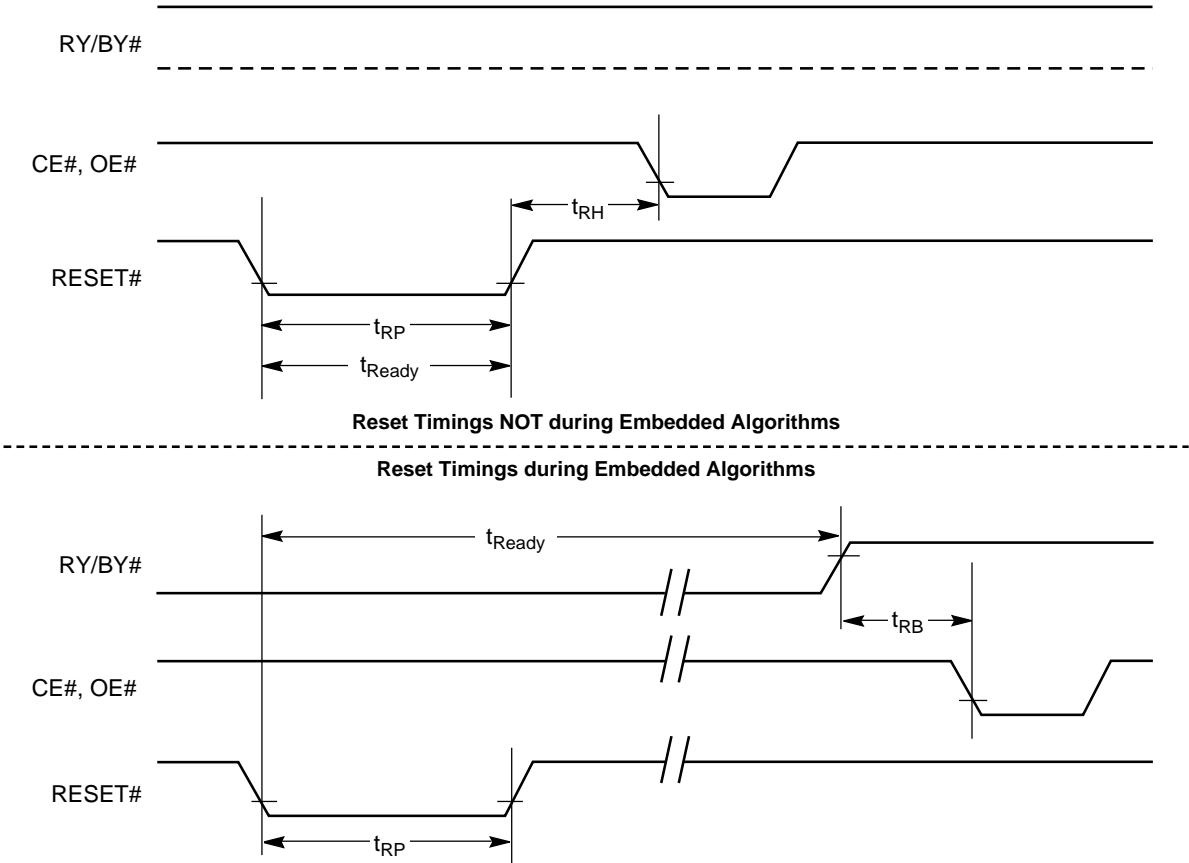 RY/BY#
CE#, OE#
tRH
RESET#
tRP
tReady
Reset Timings NOT during Embedded Algorithms
Reset Timings during Embedded Algorithms
tReady
RY/BY#
tRB
CE#, OE#
RESET#
tRP